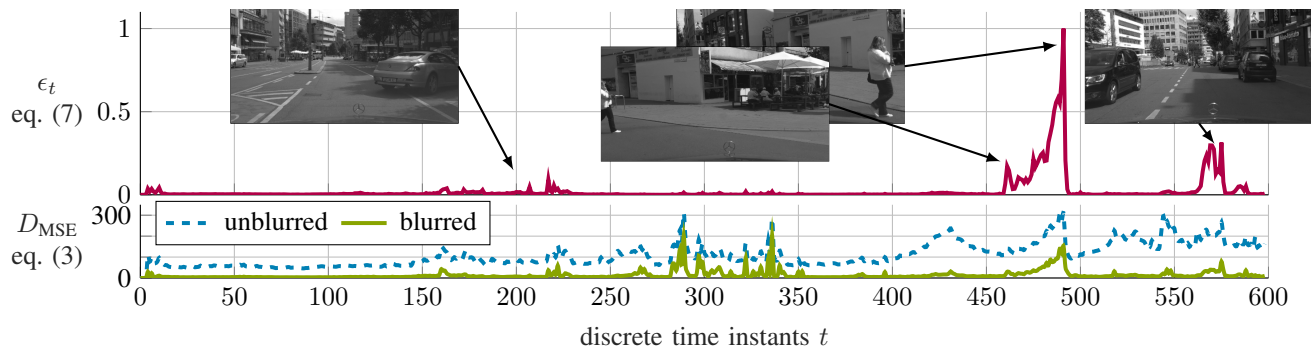 1
ϵₜ
eq. (7)
0.5
0
300
D_MSE
eq. (3)
unblurred
blurred
0
0 50 100 150 200 250 300 350 400 450 500 550 600
discrete time instants t